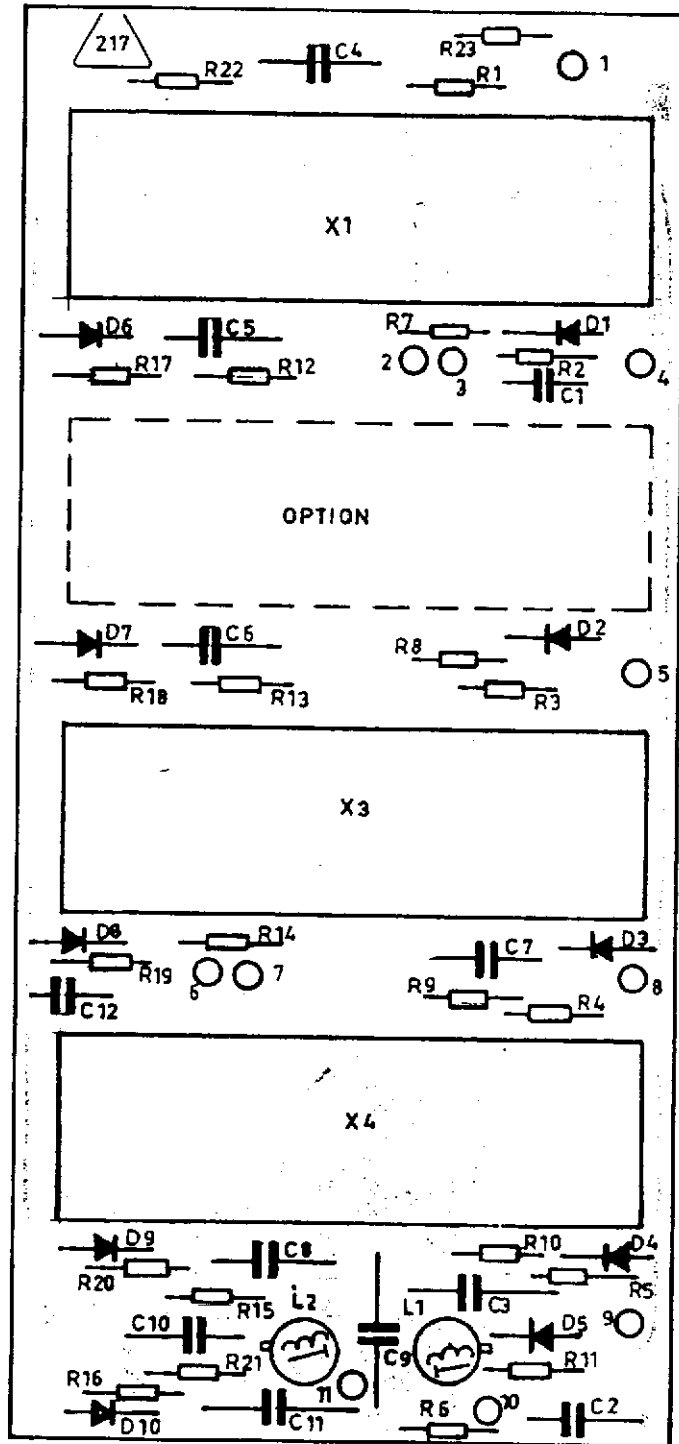 217
R23
C4
1
R22
R1
X1
D6
C5
R7
D1
2
3
R2
4
R17
R12
C1
OPTION
D7
C6
R8
D2
R18
R13
R3
5
X3
D8
R14
C7
D3
R19
6
7
R9
R4
8
C12
X4
D9
C8
R10
D4
R20
R15
L2
L1
C3
R5
C10
C9
D5
9
R21
R11
R16
11
D10
C11
R6
10
C2